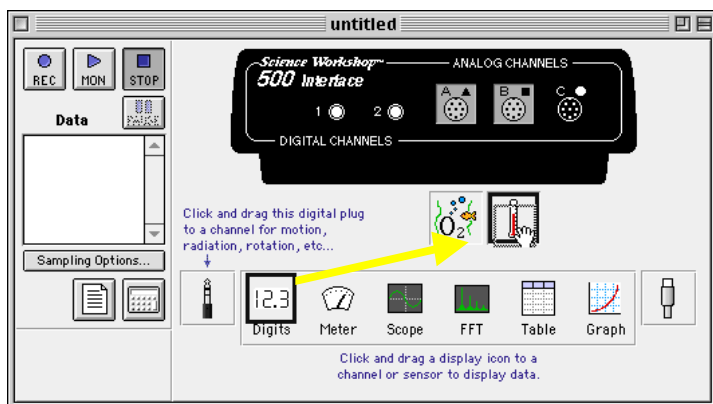 untitled
REC MON STOP
Data
PAUSE
Sampling Options...
Science Workshop™
500 Interface
ANALOG CHANNELS
A B C
1 2
DIGITAL CHANNELS
Click and drag this digital plug
to a channel for motion,
radiation, rotation, etc...
O2
12.3
Digits Meter Scope FFT Table Graph
Click and drag a display icon to a
channel or sensor to display data.